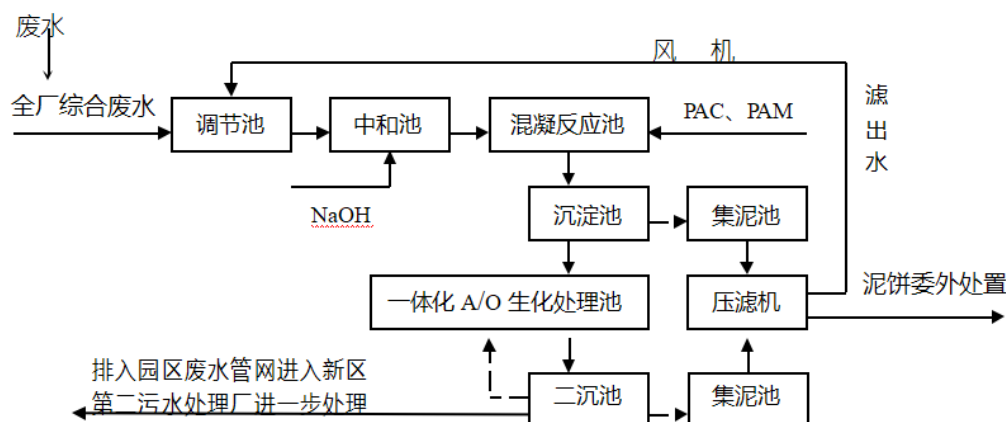 废水
风 机
全厂综合废水
调节池
中和池
混凝反应池
PAC、PAM
滤
出
水
NaOH
沉淀池
集泥池
一体化 A/O 生化处理池
压滤机
泥饼委外处置
排入园区废水管网进入新区
第二污水处理厂进一步处理
二沉池
集泥池